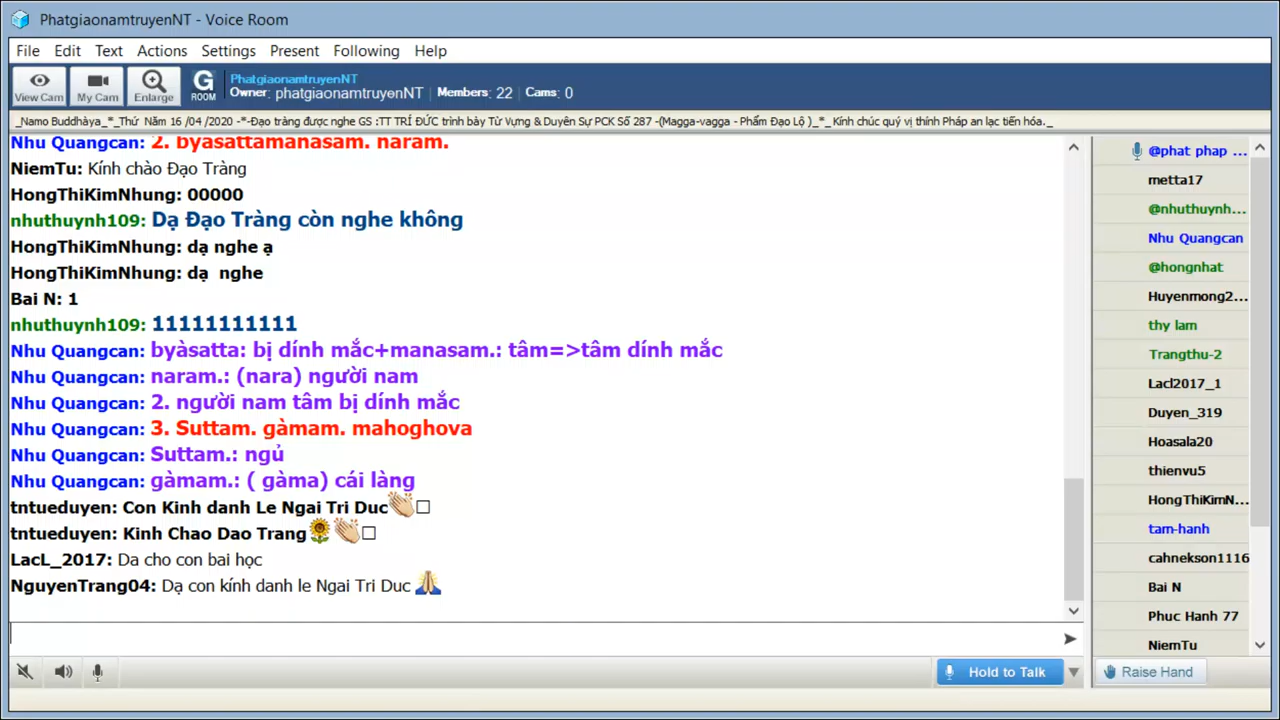 PhatgiaonamtruyenNT - Voice Room
File Edit Text Actions Settings Present Following Help
View Cam My Cam Enlarge G ROOM PhatgiaonamtruyenNT
Owner: phatgiaonamtruyenNT Members: 22 Cams: 0
_Namo Buddhàya_*_Thứ Năm 16 /04 /2020 -*-Đạo tràng được nghe GS :TT TRÍ ĐỨC trình bày Từ Vựng & Duyên Sự PCK Số 287 -(Magga-vagga - Phẩm Đạo Lộ )_*_ Kính chúc quý vị thính Pháp an lạc tiến hóa._
Nhu Quangcan: 2. byàsattamanasam. naram.
NiemTu: Kính chào Đạo Tràng
HongThiKimNhung: 00000
nhuthuynh109: Dạ Đạo Tràng còn nghe không
HongThiKimNhung: dạ nghe ạ
HongThiKimNhung: dạ nghe
Bai N: 1
nhuthuynh109: 11111111111
Nhu Quangcan: byàsatta: bị dính mắc+manasam.: tâm=>tâm dính mắc
Nhu Quangcan: naram.: (nara) người nam
Nhu Quangcan: 2. người nam tâm bị dính mắc
Nhu Quangcan: 3. Suttam. gàmam. mahoghova
Nhu Quangcan: Suttam.: ngủ
Nhu Quangcan: gàmam.: ( gàma) cái làng
tntueduyen: Con Kinh danh Le Ngai Tri Duc👏□
tntueduyen: Kinh Chao Dao Trang🌻👏□
LacL_2017: Da cho con bai học
NguyenTrang04: Dạ con kính danh le Ngai Tri Duc 🙏
@phat phap ...
metta17
@nhuthuynh...
Nhu Quangcan
@hongnhat
Huyenmong2...
thy lam
Trangthu-2
Lacl2017_1
Duyen_319
Hoasala20
thienvu5
HongThiKimN...
tam-hanh
cahnekson1116
Bai N
Phuc Hanh 77
NiemTu
Hold to Talk
Raise Hand